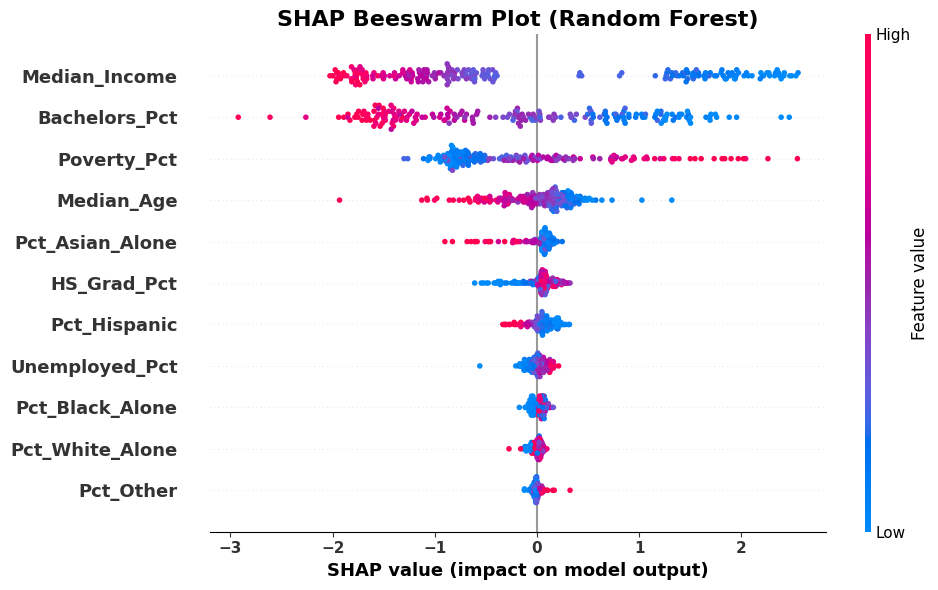 SHAP Beeswarm Plot (Random Forest)
High
Median_Income
Bachelors_Pct
Poverty_Pct
Median_Age
Pct_Asian_Alone
HS_Grad_Pct
Pct_Hispanic
Unemployed_Pct
Pct_Black_Alone
Pct_White_Alone
Pct_Other
Feature value
Low
−3 −2 −1 0 1 2
SHAP value (impact on model output)